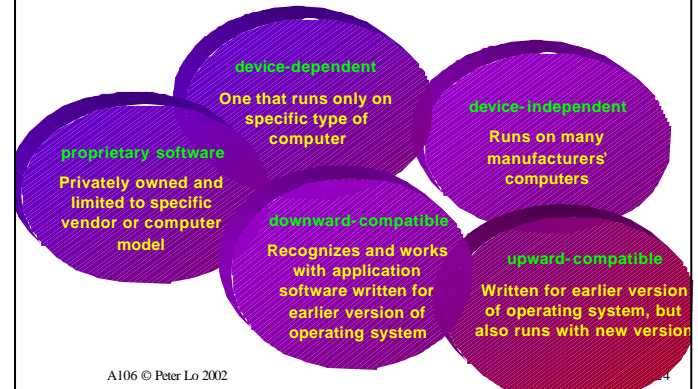 device-dependent
One that runs only on
specific type of
computer
device-independent
Runs on many
manufacturers'
computers
proprietary software
Privately owned and
limited to specific
vendor or computer
model
downward-compatible
Recognizes and works
with application
software written for
earlier version of
operating system
upward-compatible
Written for earlier version
of operating system, but
also runs with new version
A106 © Peter Lo 2002